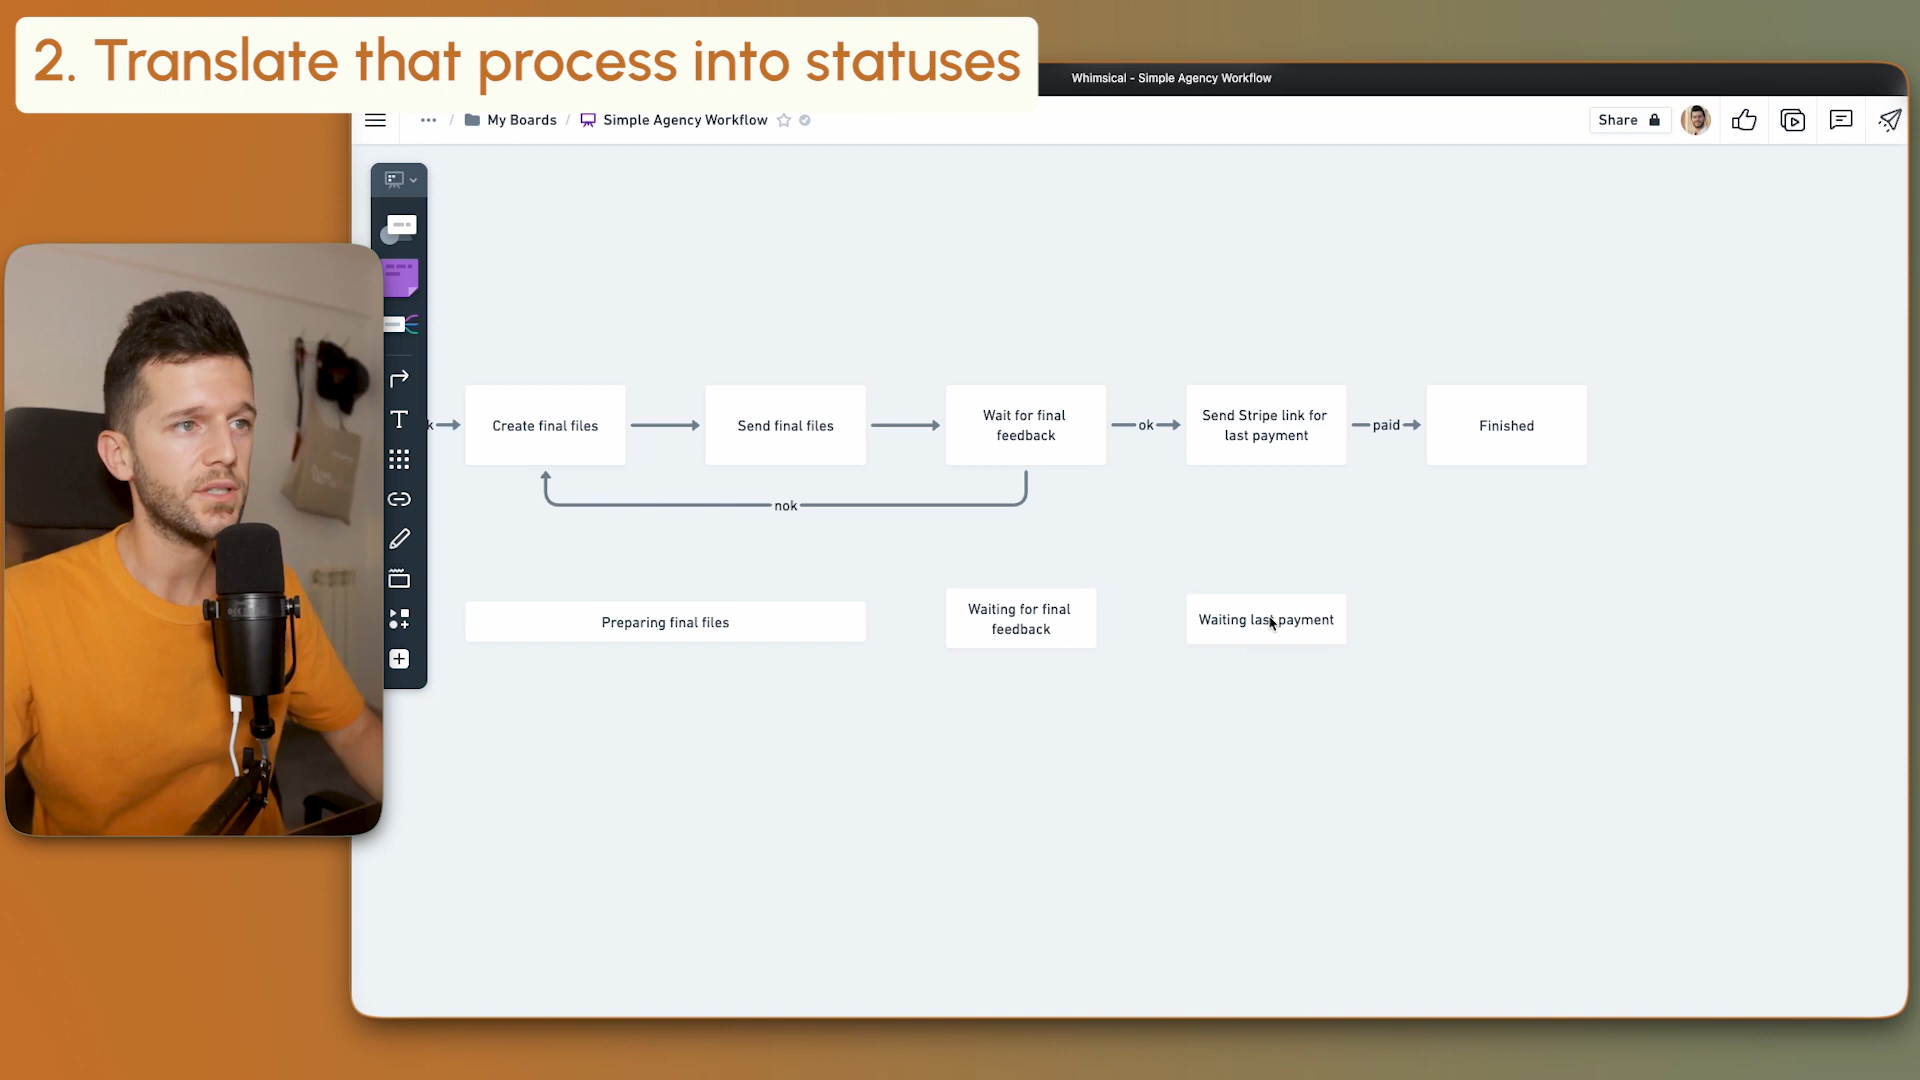 2. Translate that process into statuses
Whimsical - Simple Agency Workflow
... / My Boards / Simple Agency Workflow
Share
k
Create final files
Send final files
Wait for final
feedback
ok
Send Stripe link for
last payment
paid
Finished
nok
Preparing final files
Waiting for final
feedback
Waiting last payment